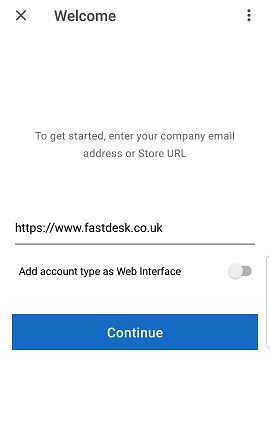 Welcome
To get started, enter your company email
address or Store URL
https://www.fastdesk.co.uk
Add account type as Web Interface
Continue